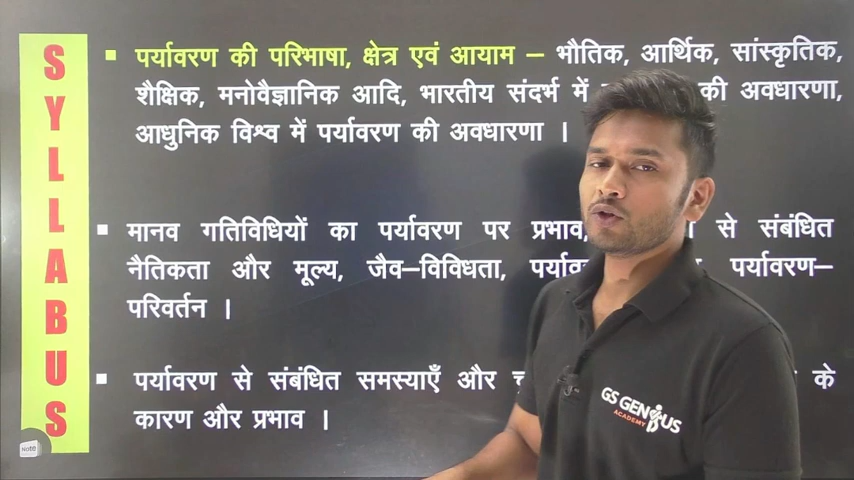 SYLLABUS
पर्यावरण की परिभाषा, क्षेत्र एवं आयाम – भौतिक, आर्थिक, सांस्कृतिक,
शैक्षिक, मनोवैज्ञानिक आदि, भारतीय संदर्भ में की अवधारणा,
आधुनिक विश्व में पर्यावरण की अवधारणा ।
मानव गतिविधियों का पर्यावरण पर प्रभाव, से संबंधित
नैतिकता और मूल्य, जैव–विविधता, पर्यावरण–
परिवर्तन ।
पर्यावरण से संबंधित समस्याएँ और के
कारण और प्रभाव ।
GS GENIUS
ACADEMY
Note